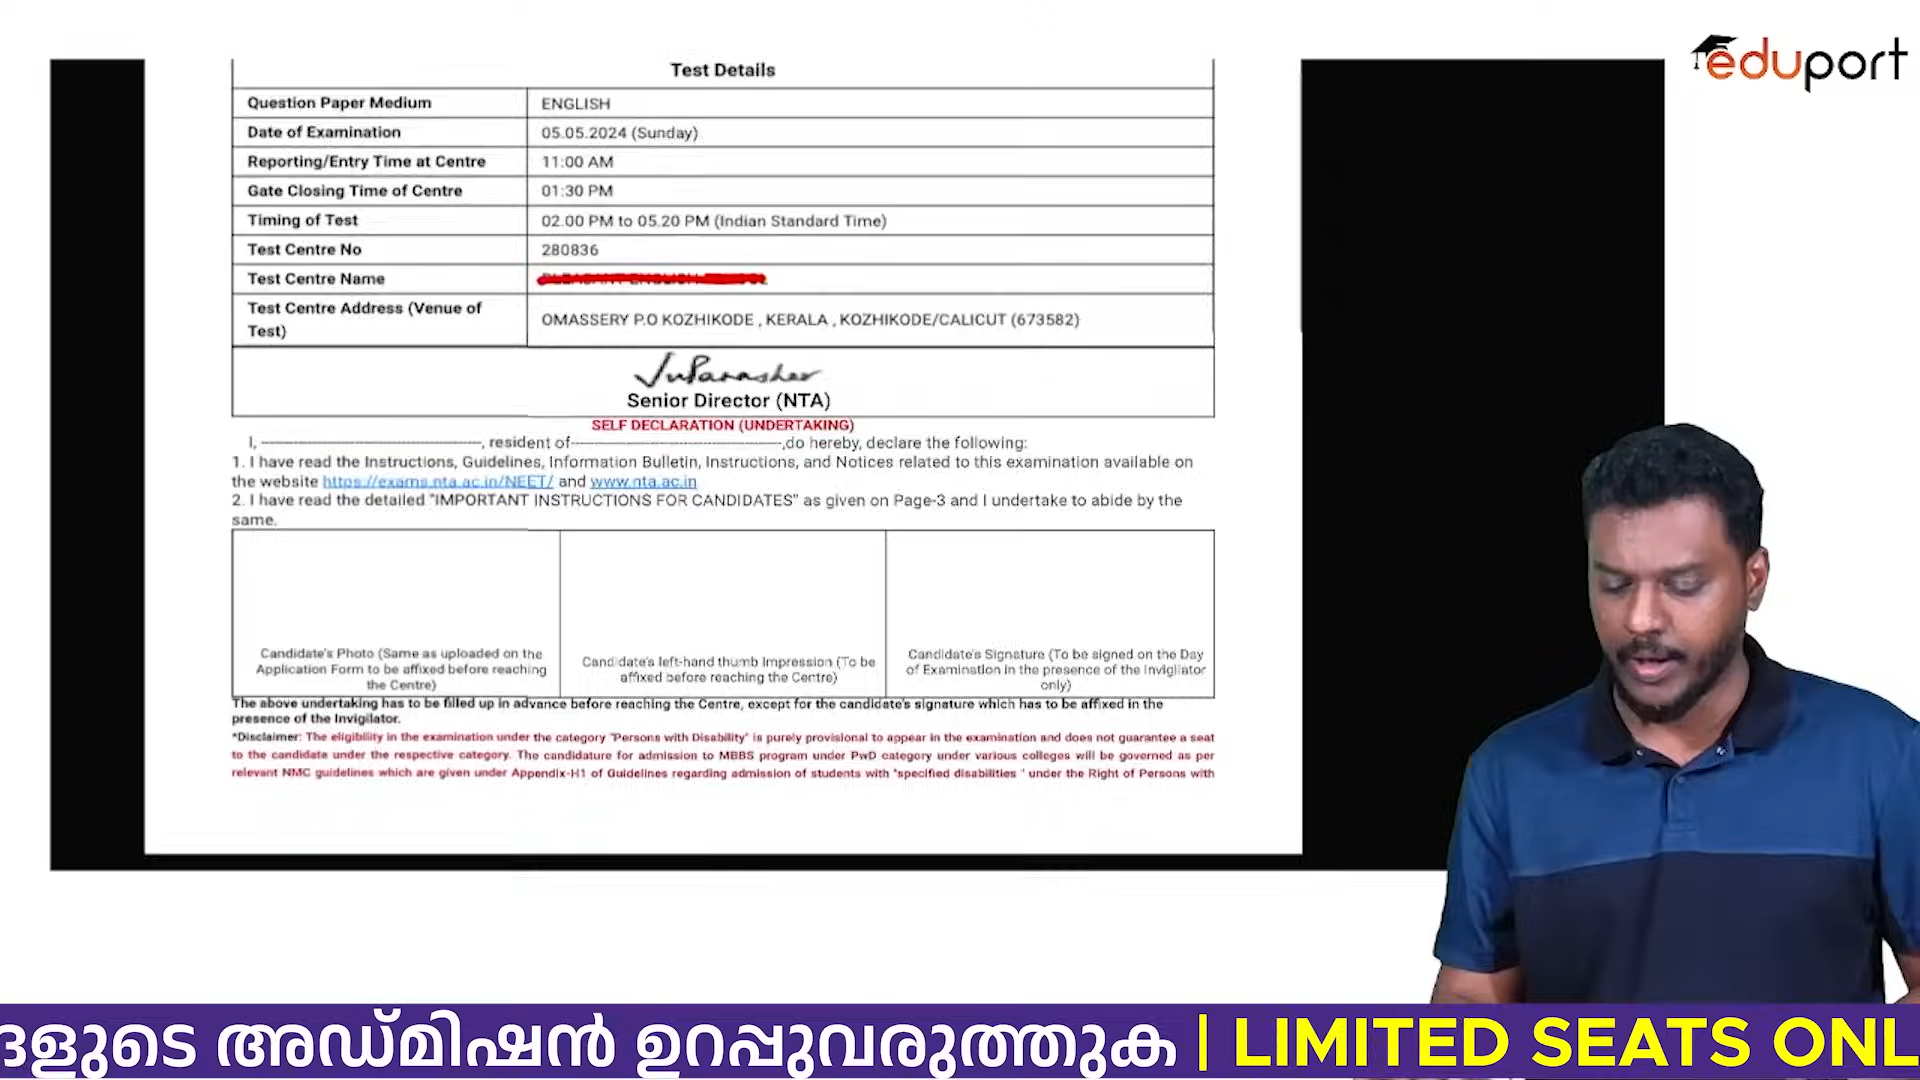 eduport
Test Details
Question Paper Medium ENGLISH
Date of Examination 05.05.2024 (Sunday)
Reporting/Entry Time at Centre 11:00 AM
Gate Closing Time of Centre 01:30 PM
Timing of Test 02.00 PM to 05.20 PM (Indian Standard Time)
Test Centre No 280836
Test Centre Name
Test Centre Address (Venue of
Test)
OMASSERY P.O KOZHIKODE , KERALA , KOZHIKODE/CALICUT (673582)
Senior Director (NTA)
SELF DECLARATION (UNDERTAKING)
I, ----------------------------------------, resident of--------------------------------------,do hereby, declare the following:
1. I have read the Instructions, Guidelines, Information Bulletin, Instructions, and Notices related to this examination available on
the website https://exams.nta.ac.in/NEET/ and www.nta.ac.in
2. I have read the detailed "IMPORTANT INSTRUCTIONS FOR CANDIDATES" as given on Page-3 and I undertake to abide by the
same.
Candidate's Photo (Same as uploaded on the
Application Form to be affixed before reaching
the Centre)
Candidate's left-hand thumb Impression (To be
affixed before reaching the Centre)
Candidate's Signature (To be signed on the Day
of Examination in the presence of the Invigilator
only)
The above undertaking has to be filled up in advance before reaching the Centre, except for the candidate's signature which has to be affixed in the
presence of the Invigilator.
*Disclaimer: The eligibility in the examination under the category "Persons with Disability" is purely provisional to appear in the examination and does not guarantee a seat
to the candidate under the respective category. The candidature for admission to MBBS program under PwD category under various colleges will be governed as per
relevant NMC guidelines which are given under Appendix-H1 of Guidelines regarding admission of students with "specified disabilities " under the Right of Persons with
ളുടെ അഡ്മിഷൻ ഉറപ്പുവരുത്തുക | LIMITED SEATS ONL